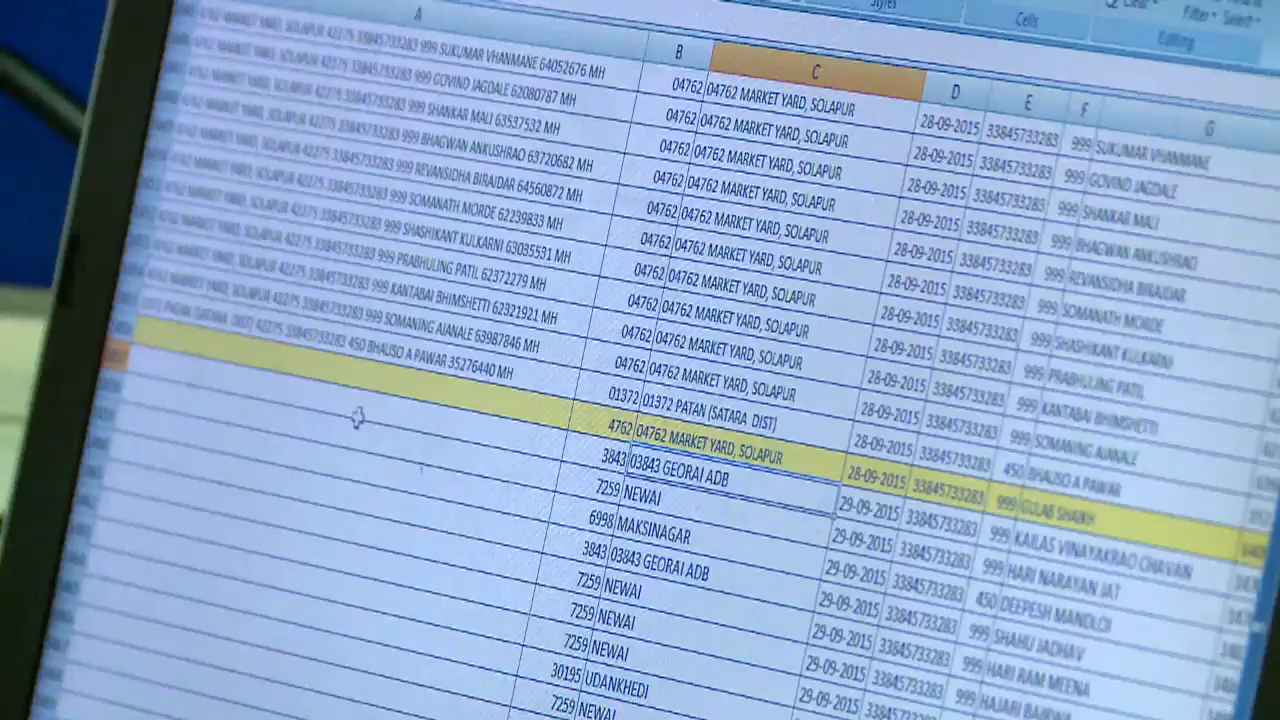 Styles Cells Editing
Clear Filter Select
A B C D E F G
4762 MARKET YARD, SOLAPUR 42275 33845733283 999 SUKUMAR VHANMANE 64052676 MH 04762 04762 MARKET YARD, SOLAPUR 28-09-2015 33845733283 999 SUKUMAR VHANMANE
4762 MARKET YARD, SOLAPUR 42275 33845733283 999 GOVIND JAGDALE 62080787 MH 04762 04762 MARKET YARD, SOLAPUR 28-09-2015 33845733283 999 GOVIND JAGDALE
4762 MARKET YARD, SOLAPUR 42275 33845733283 999 SHANKAR MALI 63537532 MH 04762 04762 MARKET YARD, SOLAPUR 28-09-2015 33845733283 999 SHANKAR MALI
4762 MARKET YARD, SOLAPUR 42275 33845733283 999 BHAGWAN ANKUSHRAO 63720682 MH 04762 04762 MARKET YARD, SOLAPUR 28-09-2015 33845733283 999 BHAGWAN ANKUSHRAO
4762 MARKET YARD, SOLAPUR 42275 33845733283 999 REVANSIDHA BIRAJDAR 64560872 MH 04762 04762 MARKET YARD, SOLAPUR 28-09-2015 33845733283 999 REVANSIDHA BIRAJDAR
4762 MARKET YARD, SOLAPUR 42275 33845733283 999 SOMANATH MORDE 62239833 MH 04762 04762 MARKET YARD, SOLAPUR 28-09-2015 33845733283 999 SOMANATH MORDE
4762 MARKET YARD, SOLAPUR 42275 33845733283 999 SHASHIKANT KULKARNI 63035531 MH 04762 04762 MARKET YARD, SOLAPUR 28-09-2015 33845733283 999 SHASHIKANT KULKARNI
4762 MARKET YARD, SOLAPUR 42275 33845733283 999 PRABHULING PATIL 62372279 MH 04762 04762 MARKET YARD, SOLAPUR 28-09-2015 33845733283 999 PRABHULING PATIL
4762 MARKET YARD, SOLAPUR 42275 33845733283 999 KANTABAI BHIMSHETTI 62321921 MH 04762 04762 MARKET YARD, SOLAPUR 28-09-2015 33845733283 999 KANTABAI BHIMSHETTI
4762 MARKET YARD, SOLAPUR 42275 33845733283 999 SOMANING AJANALE 63987846 MH 04762 04762 MARKET YARD, SOLAPUR 28-09-2015 33845733283 999 SOMANING AJANALE
PATAN (SATARA DIST) 42275 33845733283 450 BHAUSO A PAWAR 35276440 MH 01372 01372 PATAN (SATARA DIST) 28-09-2015 33845733283 450 BHAUSO A PAWAR
4762 04762 MARKET YARD, SOLAPUR 28-09-2015 33845733283 999 GULAB SHAIKH
3843 03843 GEORAI ADB 29-09-2015 33845733283 999 KAILAS VINAYAKRAO CHAVAN
7259 NEWAI 29-09-2015 33845733283 999 HARI NARAYAN JAT
6998 MAKSINAGAR 29-09-2015 33845733283 450 DEEPESH MANDLOI
3843 03843 GEORAI ADB 29-09-2015 33845733283 999 SHAHU JADHAV
7259 NEWAI 29-09-2015 33845733283 999 HARI RAM MEENA
7259 NEWAI 29-09-2015 33845733283 999 HAJARI
7259 NEWAI
30195 UDANKHEDI
7259 NEWAI